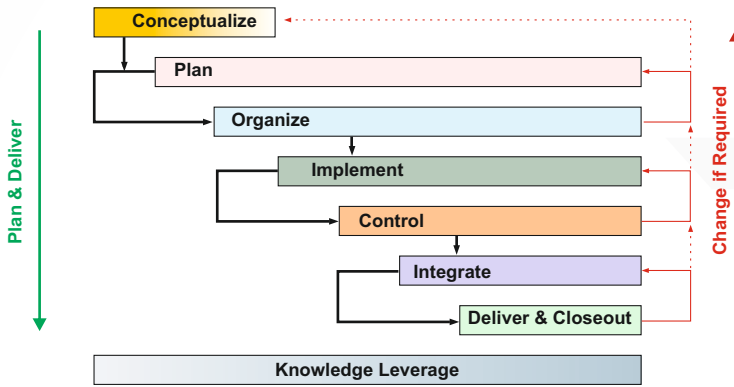 Conceptualize
Plan
Organize
Implement
Control
Integrate
Deliver & Closeout
Knowledge Leverage
Plan & Deliver
Change if Required